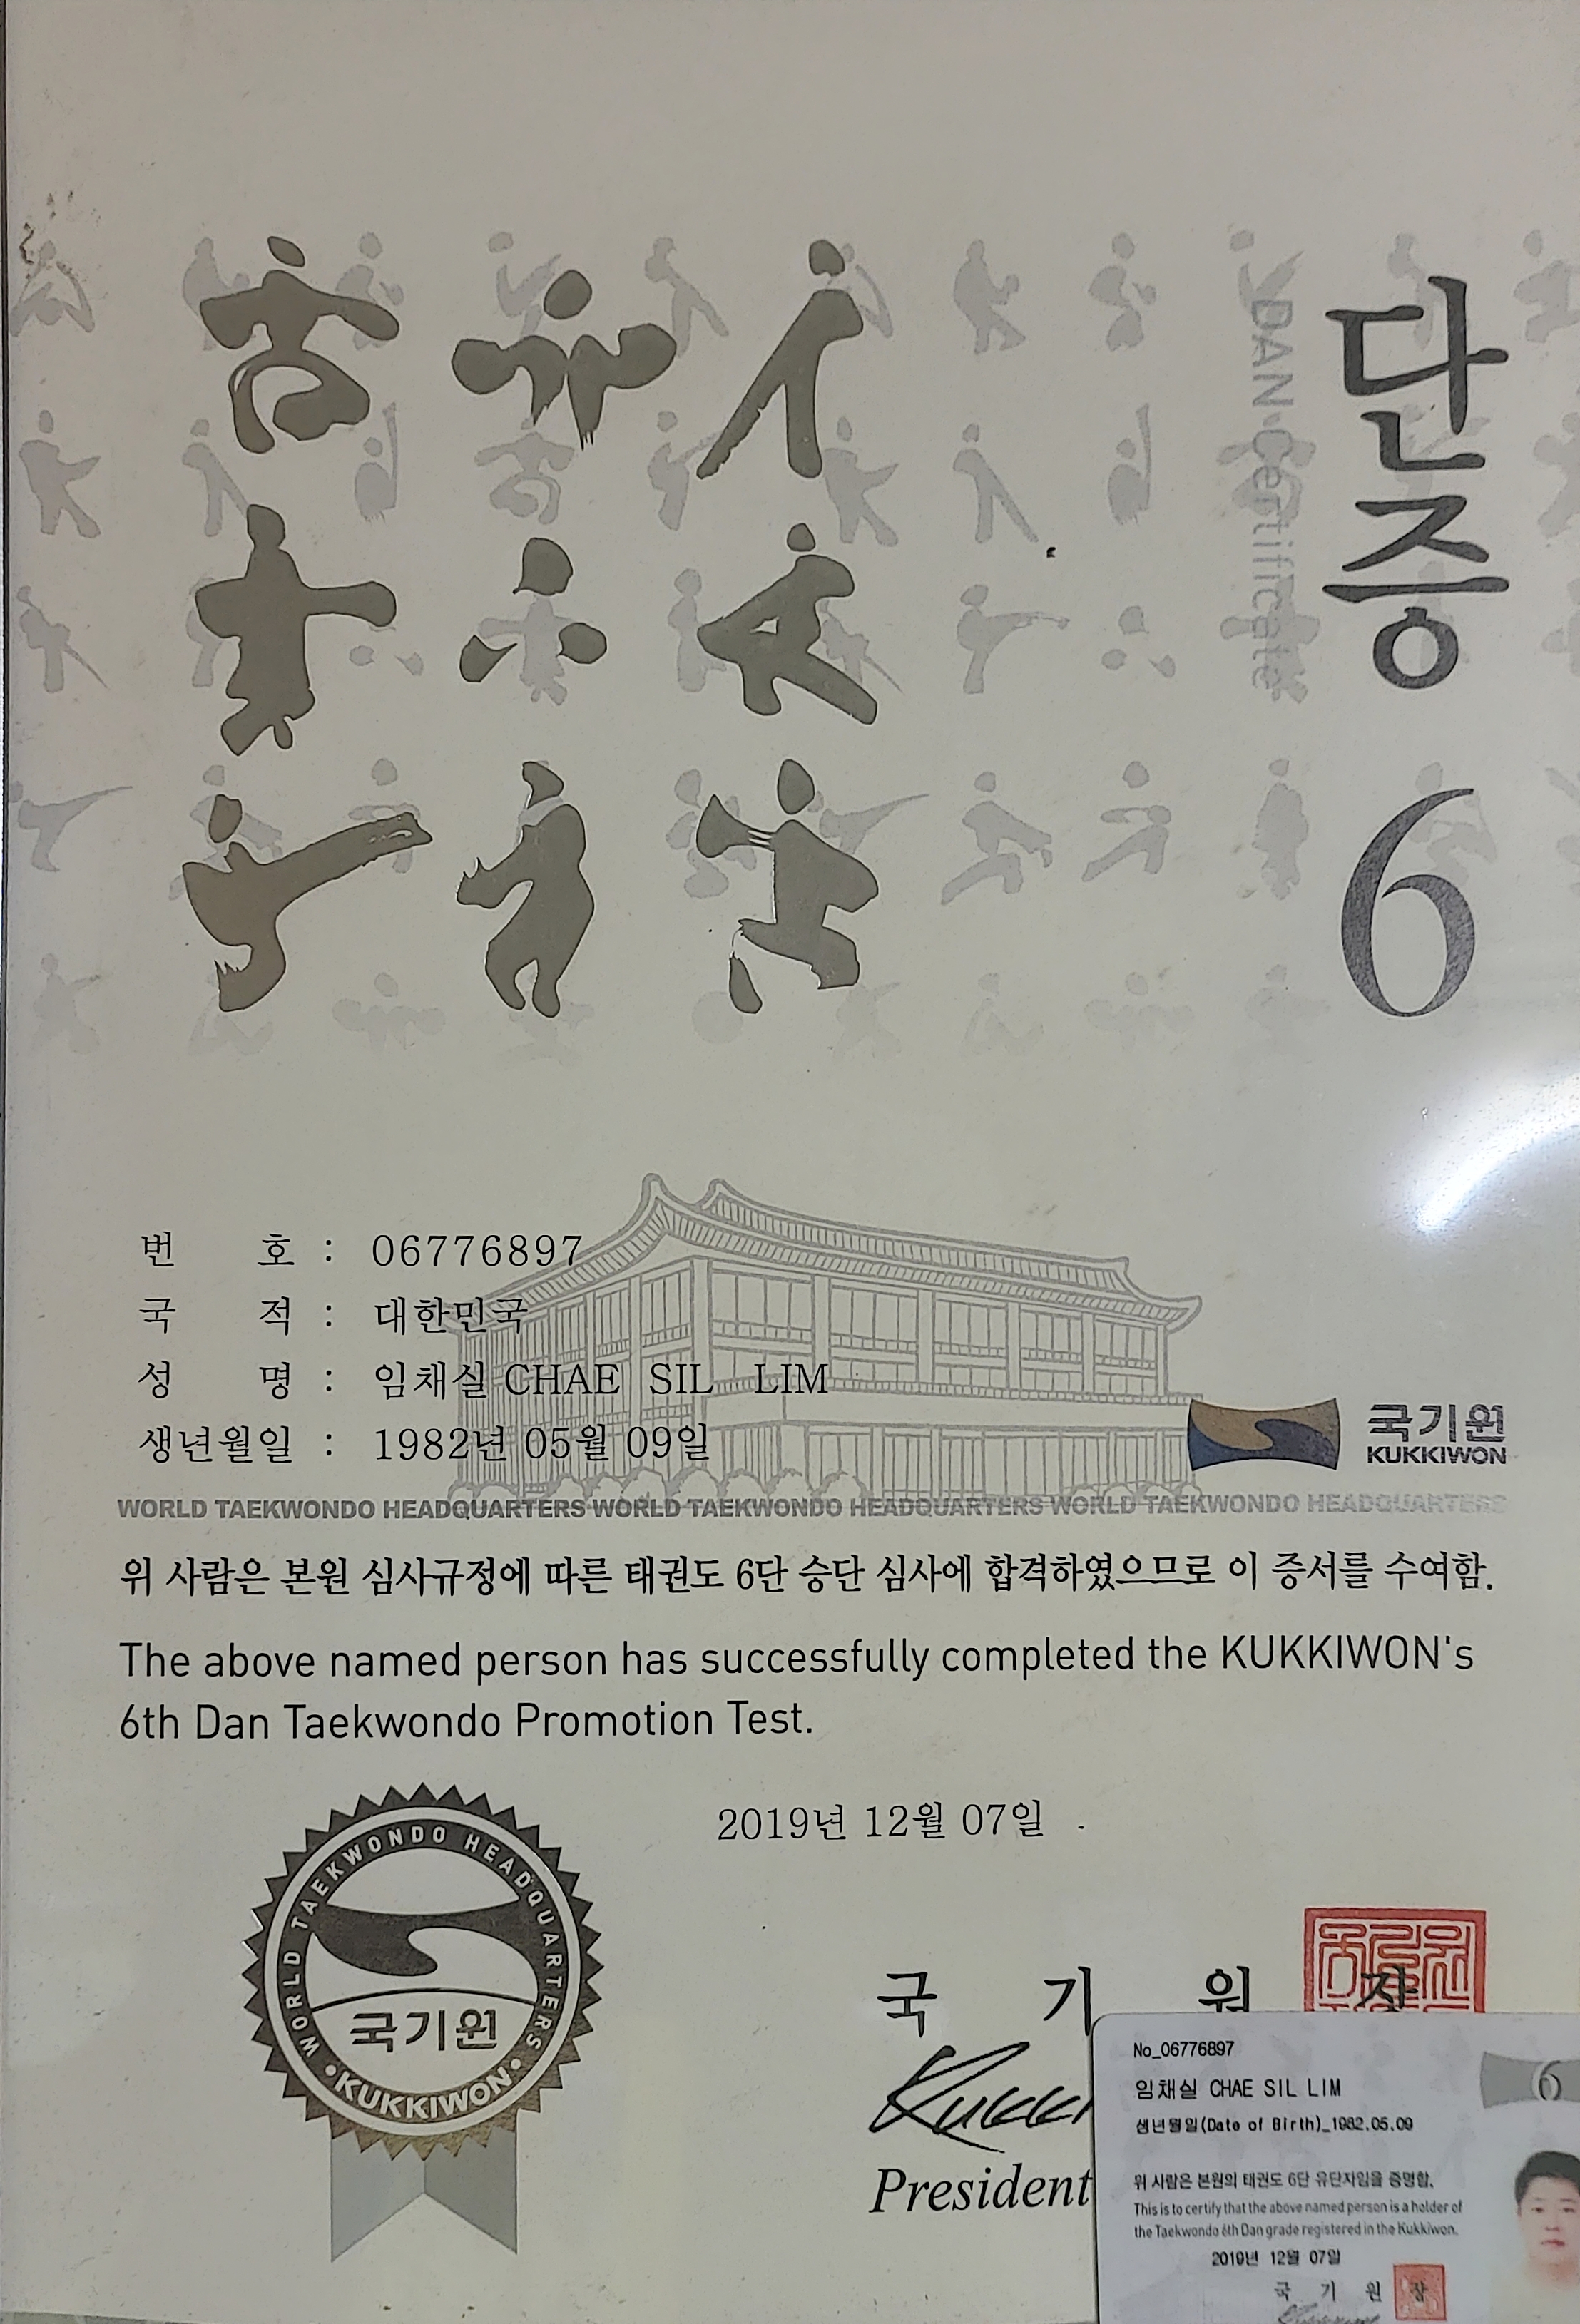 단증 6
DAN Certificate
번 호 : 06776897
국 적 : 대한민국
성 명 : 임채실 CHAE SIL LIM
생년월일 : 1982년 05월 09일
국기원
KUKKIWON
WORLD TAEKWONDO HEADQUARTERS WORLD TAEKWONDO HEADQUARTERS WORLD TAEKWONDO HEADQUARTERS
위 사람은 본원 심사규정에 따른 태권도 6단 승단 심사에 합격하였으므로 이 증서를 수여함.
The above named person has successfully completed the KUKKIWON's
6th Dan Taekwondo Promotion Test.
2019년 12월 07일
WORLD TAEKWONDO HEADQUARTERS
국기원
KUKKIWON
국 기 원 장
President
No_06776897
6
임채실 CHAE SIL LIM
생년월일(Date of Birth)_1982.05.09
위 사람은 본원의 태권도 6단 유단자임을 증명함.
This is to certify that the above named person is a holder of
the Taekwondo 6th Dan grade registered in the Kukkiwon.
2019년 12월 07일
국 기 원 장